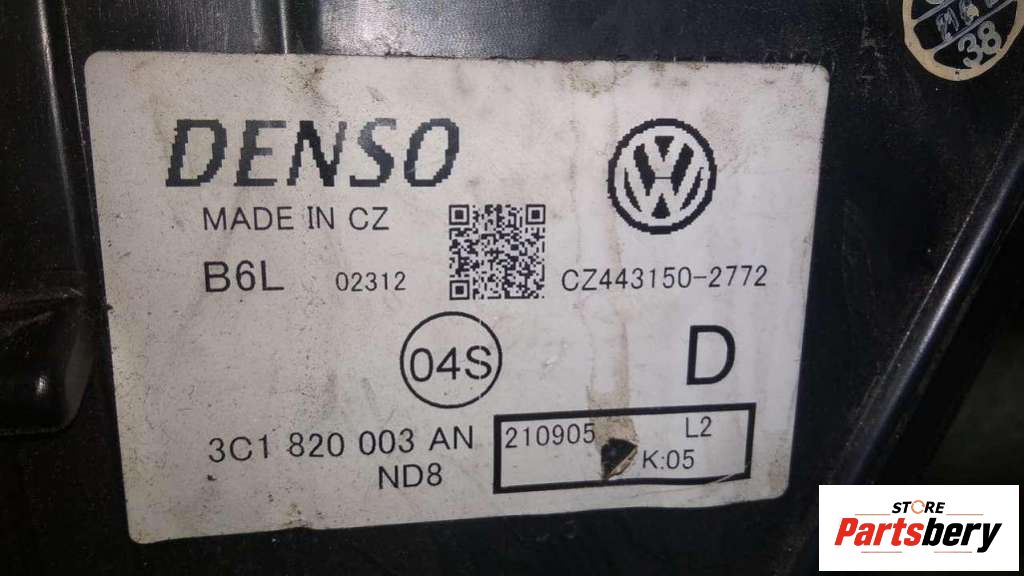 38
DENSO
MADE IN CZ
B6L 02312
CZ443150-2772
04S
D
3C1 820 003 AN
ND8
210905 L2
K:05
STORE
Partsbery